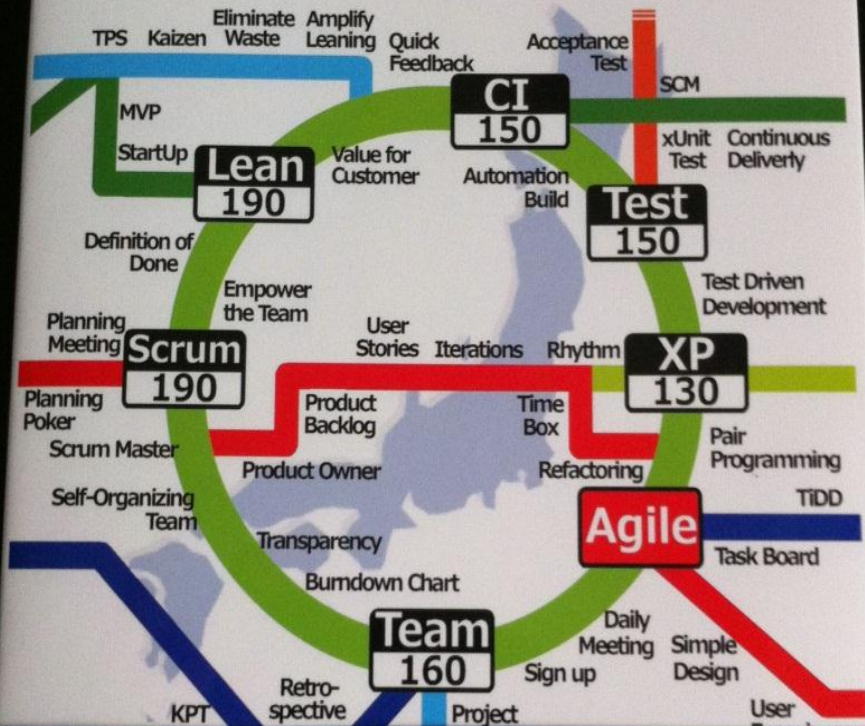 TPS
Kaizen
Eliminate
Waste
Amplify
Leaning
Quick
Feedback
Acceptance
Test
SCM
CI
150
MVP
StartUp
Lean
190
Value for
Customer
Automation
Build
xUnit
Test
Continuous
Deliverly
Test
150
Definition of
Done
Empower
the Team
Test Driven
Development
Planning
Meeting
Scrum
190
User
Stories
Iterations
Rhythm
XP
130
Planning
Poker
Product
Backlog
Time
Box
Scrum Master
Product Owner
Refactoring
Pair
Programming
Self-Organizing
Team
Agile
TiDD
Transparency
Task Board
Burndown Chart
Team
160
Daily
Meeting
Sign up
Simple
Design
KPT
Retro-
spective
Project
User